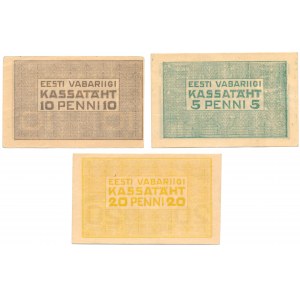 EESTI VABARIIGI
KASSATÄHT
10 PENNI 10
EESTI VABARIIGI
KASSATÄHT
5 PENNI 5
EESTI VABARIIGI
KASSATÄHT
20 PENNI 20